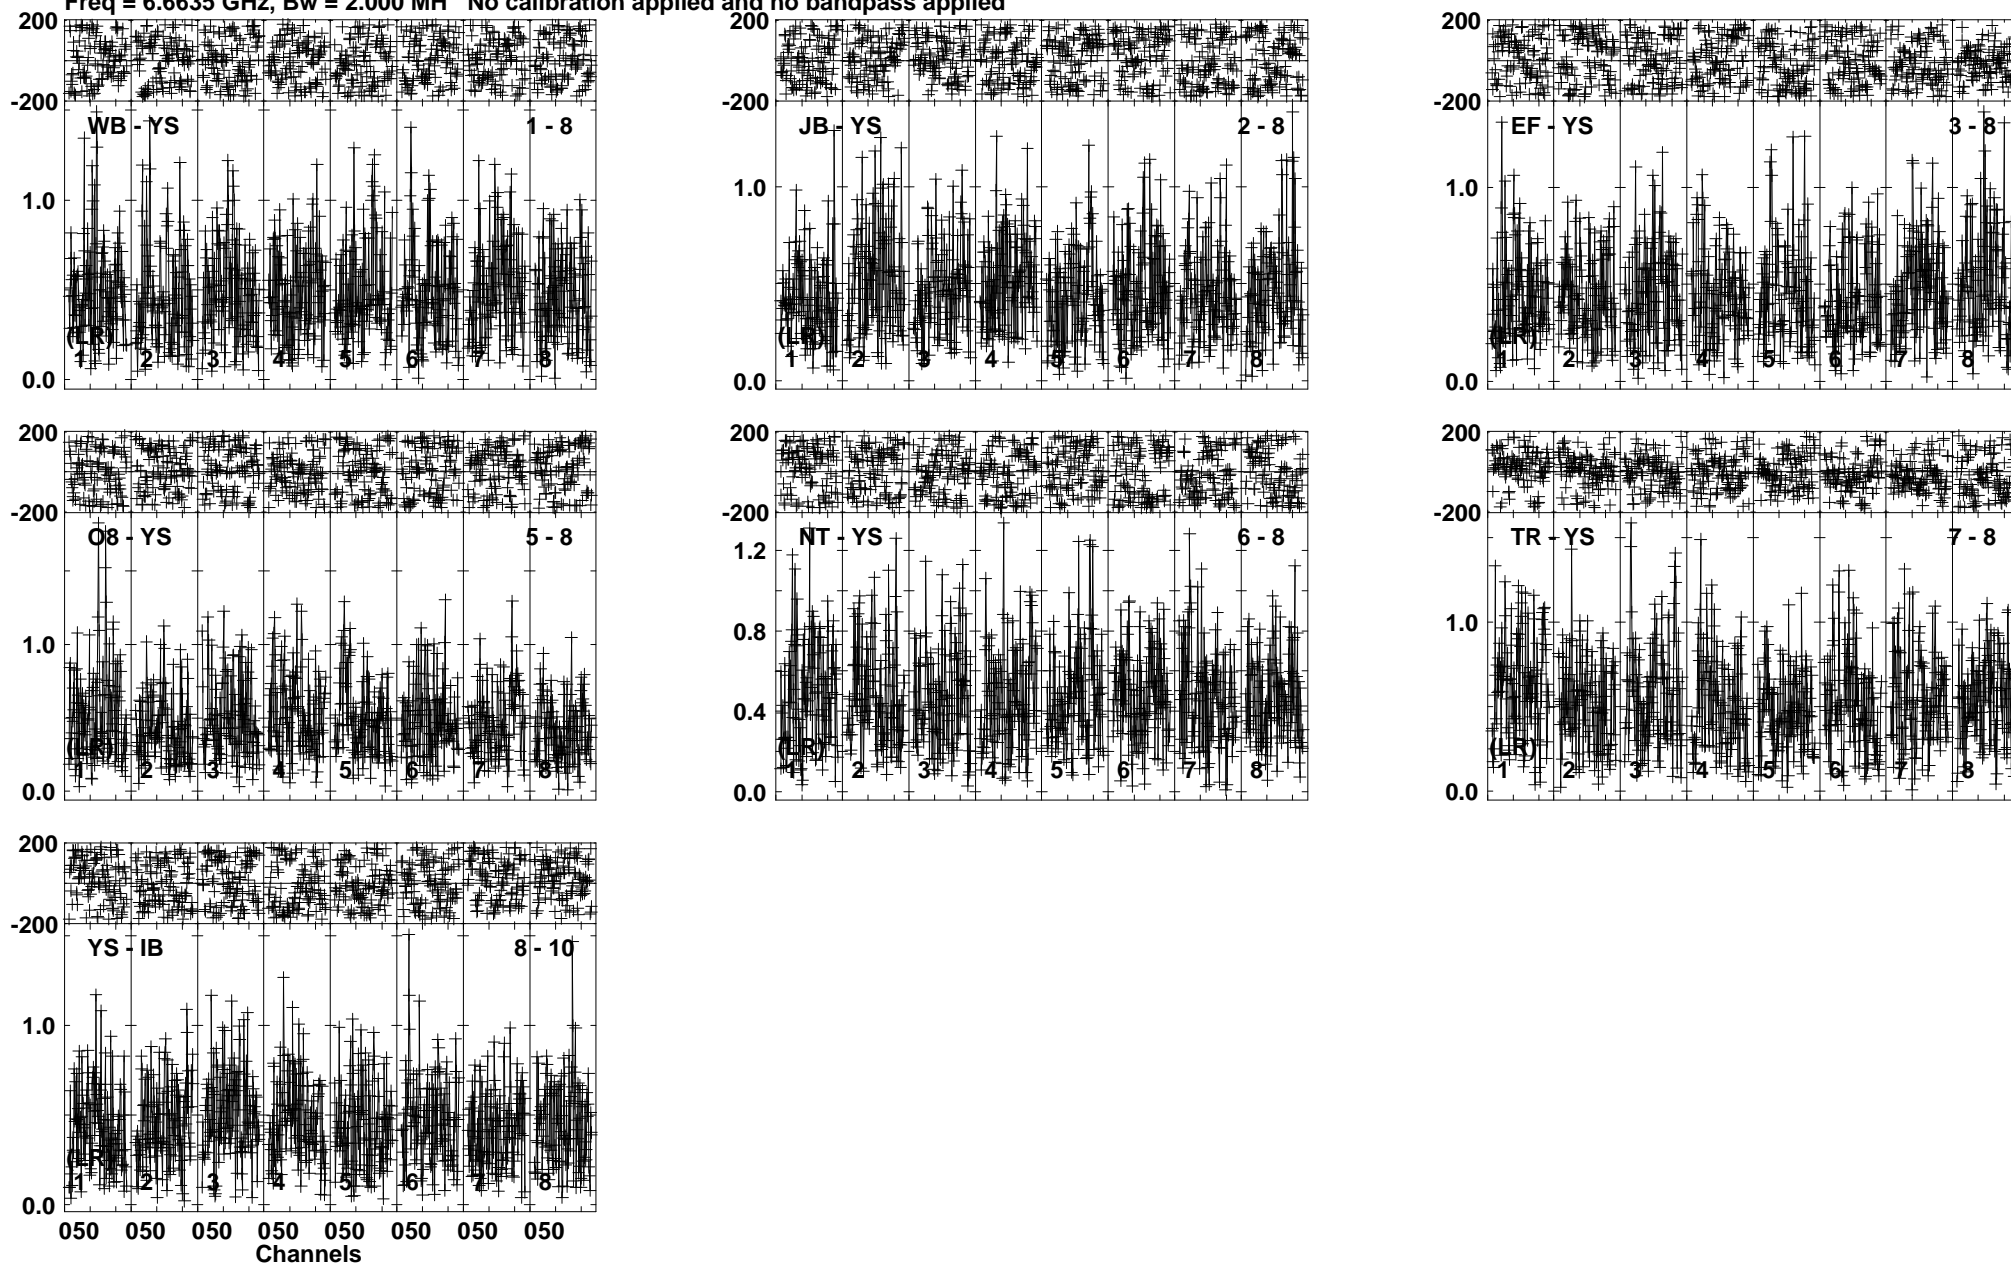 Freq = 6.6635 GHz, Bw = 2.000 MH No calibration applied and no bandpass applied
200 200 200
-200 -200 -200
WB - YS 1 - 8 JB - YS 2 - 8 EF - YS 3 - 8
1.0 1.0 1.0
(LR) (LR) (LR)
1 2 3 4 5 6 7 8 1 2 3 4 5 6 7 8 1 2 3 4 5 6 7 8
0.0 0.0 0.0
200 200 200
-200 -200 -200
O8 - YS 5 - 8 NT - YS 6 - 8 TR - YS 7 - 8
1.2
1.0 0.8 1.0
0.4
(LR) (LR) (LR)
1 2 3 4 5 6 7 8 1 2 3 4 5 6 7 8 1 2 3 4 5 6 7 8
0.0 0.0 0.0
200
-200
YS - IB 8 - 10
1.0
(LR)
1 2 3 4 5 6 7 8
0.0
050 050 050 050 050 050 050 050
Channels